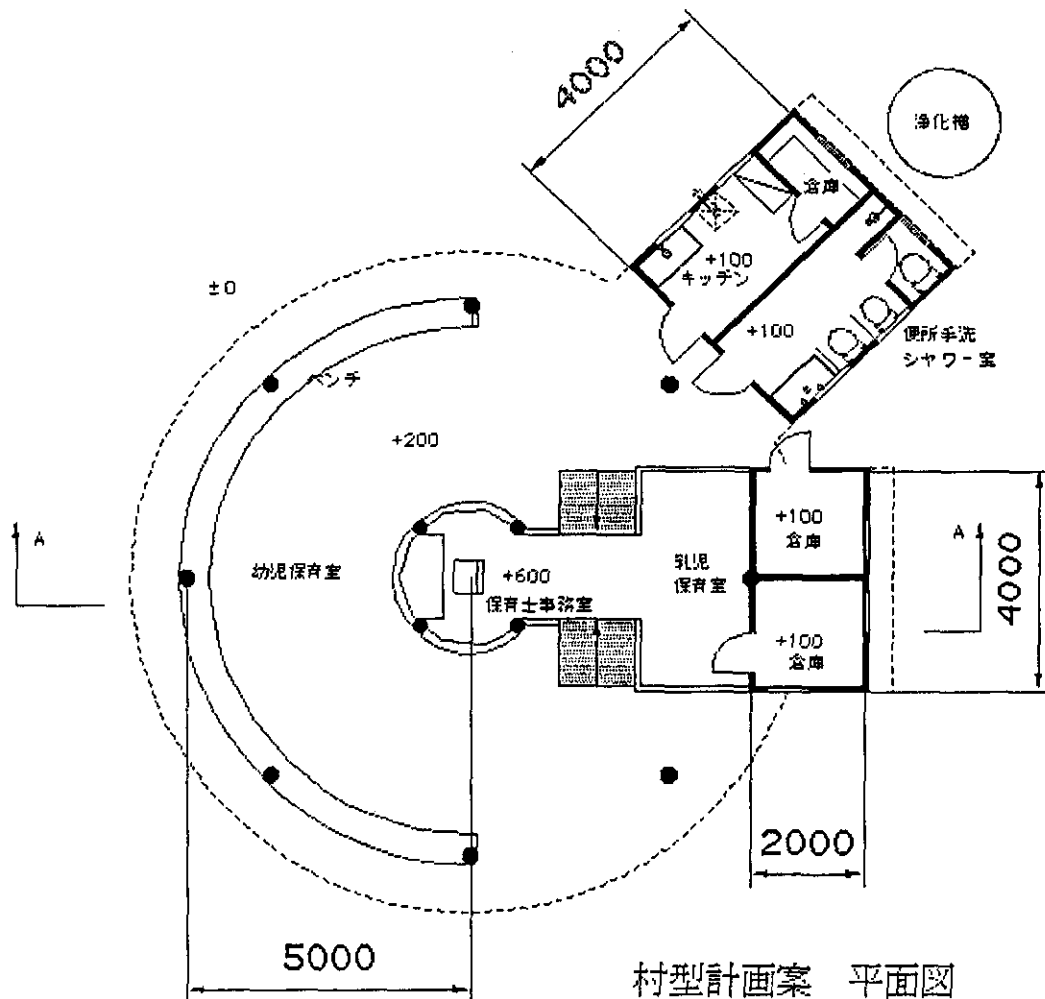 4000
浄化槽
倉庫
+100
キッチン
±0
+100
便所手洗
シャワー室
ベンチ
+200
+100
倉庫
A
A
幼児保育室
+600
保育士事務室
乳児
保育室
4000
+100
倉庫
2000
5000
村型計画案 平面図